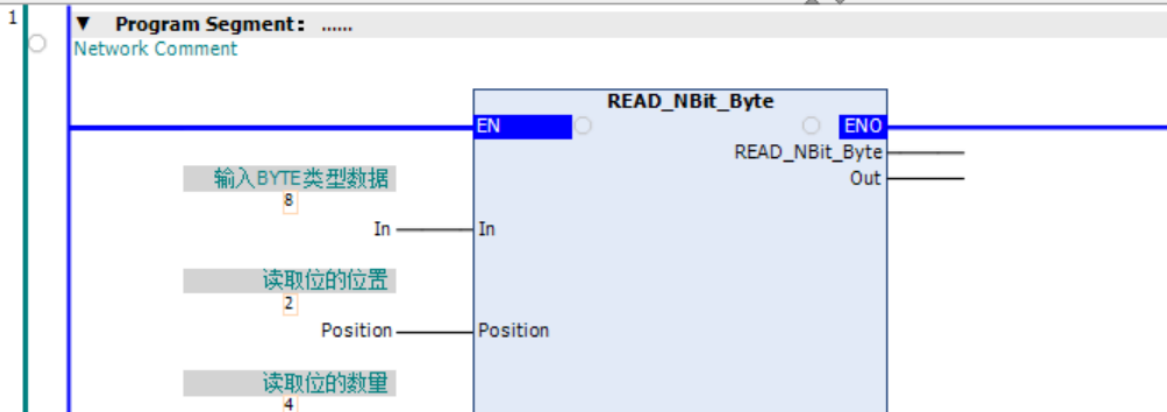 1
▼ Program Segment： ......
Network Comment
READ_NBit_Byte
EN ENO
READ_NBit_Byte
输入BYTE类型数据
Out
8
In In
读取位的位置
2
Position Position
读取位的数量
4